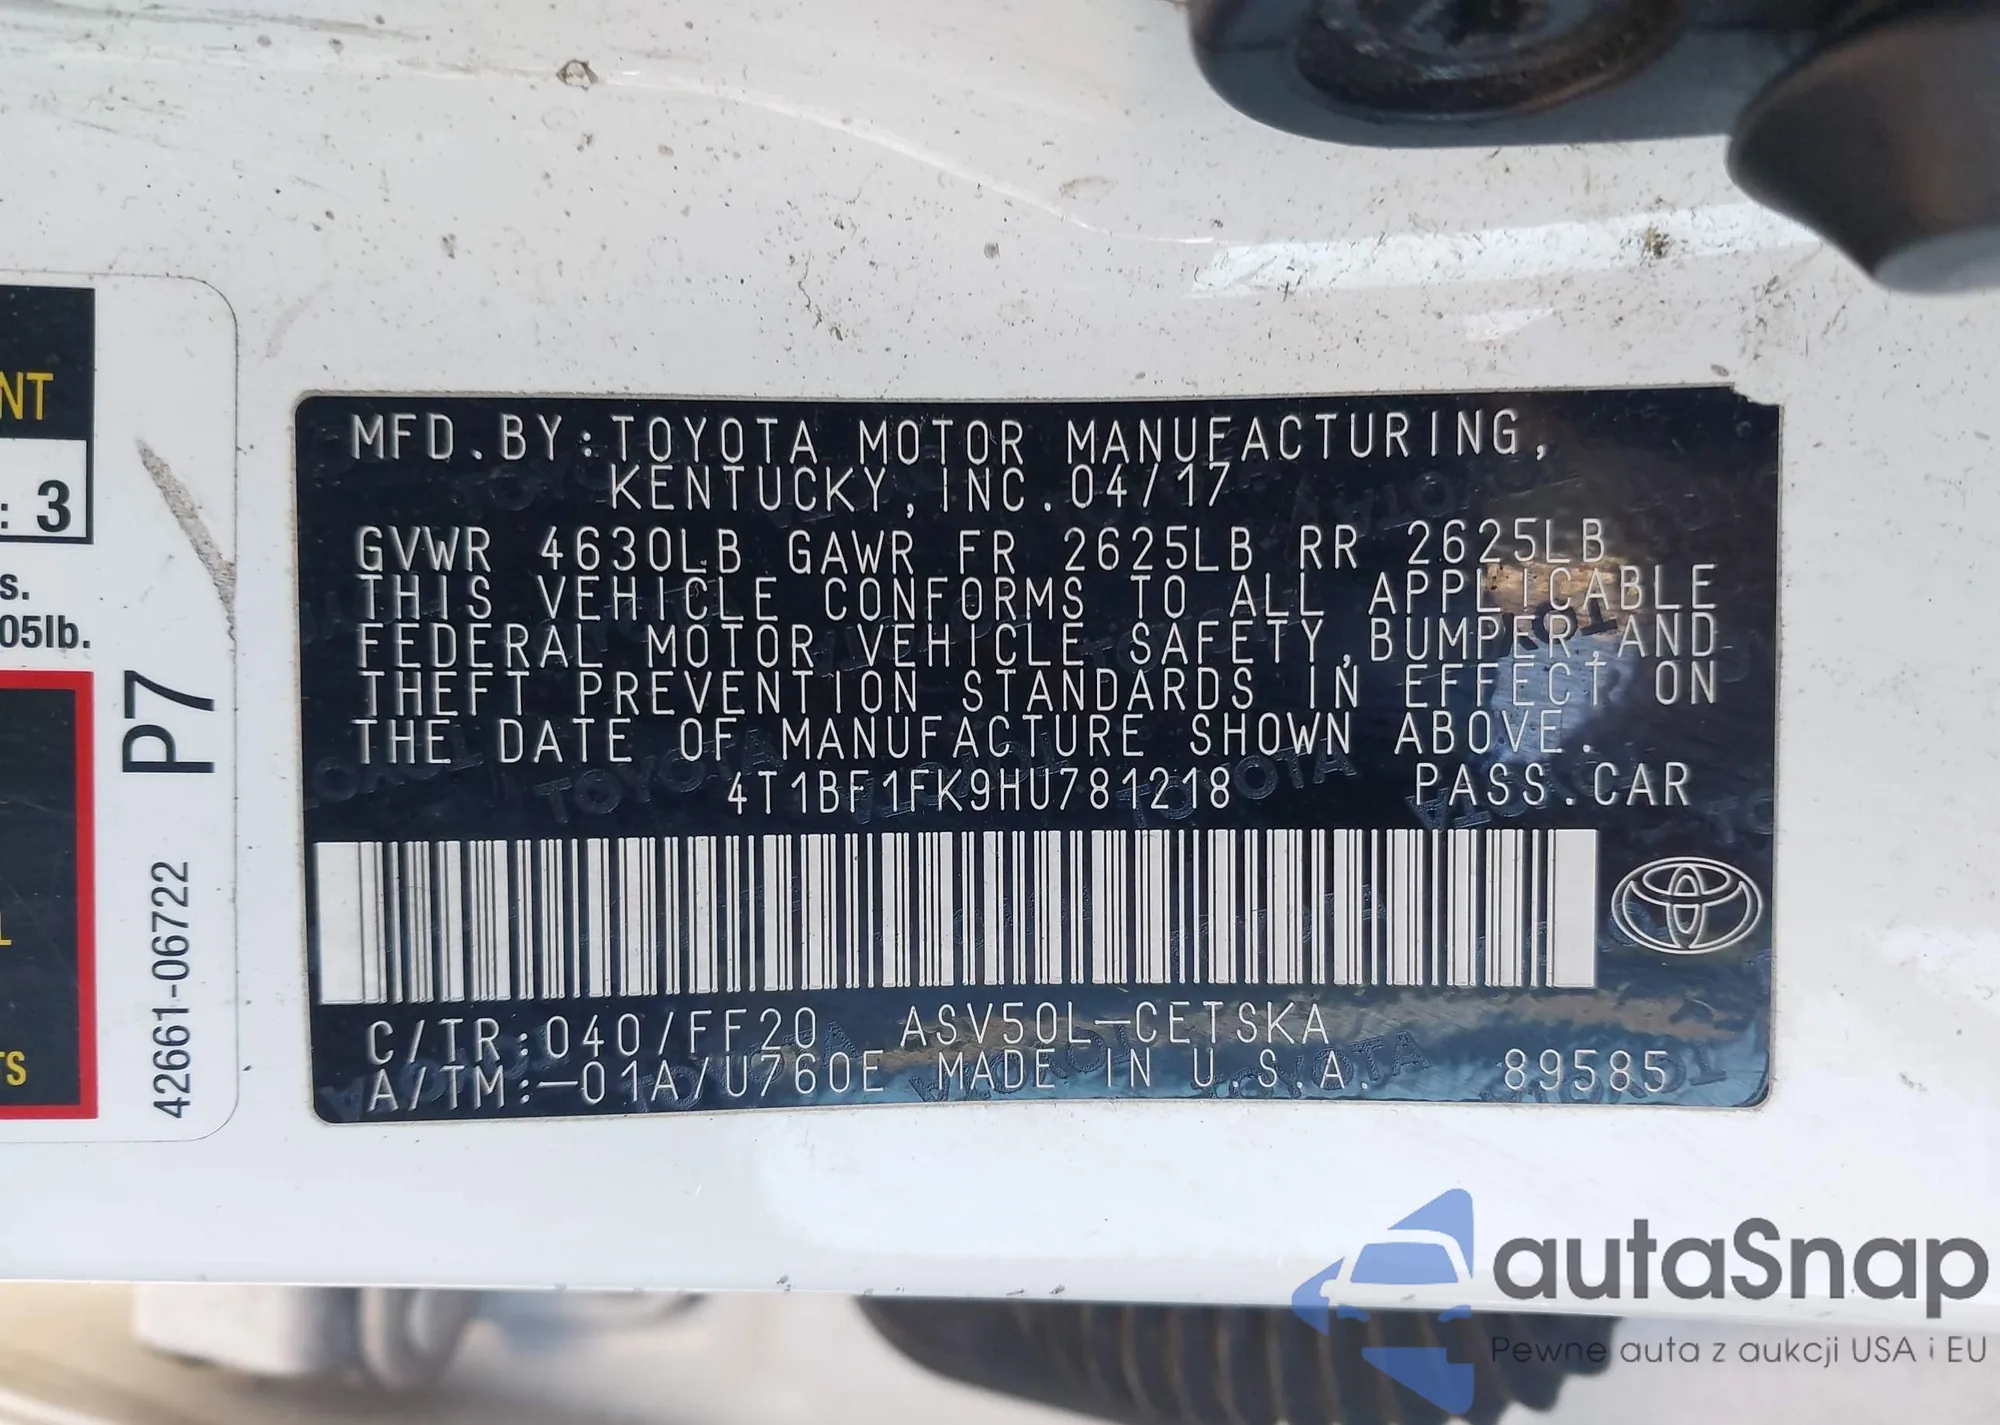 MFD.BY:TOYOTA MOTOR MANUFACTURING,
KENTUCKY,INC.04/17
GVWR 4630LB GAWR FR 2625LB RR 2625LB
THIS VEHICLE CONFORMS TO ALL APPLICABLE
FEDERAL MOTOR VEHICLE SAFETY,BUMPER,AND
THEFT PREVENTION STANDARDS IN EFFECT ON
THE DATE OF MANUFACTURE SHOWN ABOVE.
4T1BF1FK9HU781218 PASS.CAR
C/TR:040/FF20 ASV50L-CETSKA
A/TM:-01A/U760E MADE IN U.S.A. 89585
NT
: 3
s.
05lb.
TS
P7
42661-06722
autaSnap
Pewne auta z aukcji USA i EU